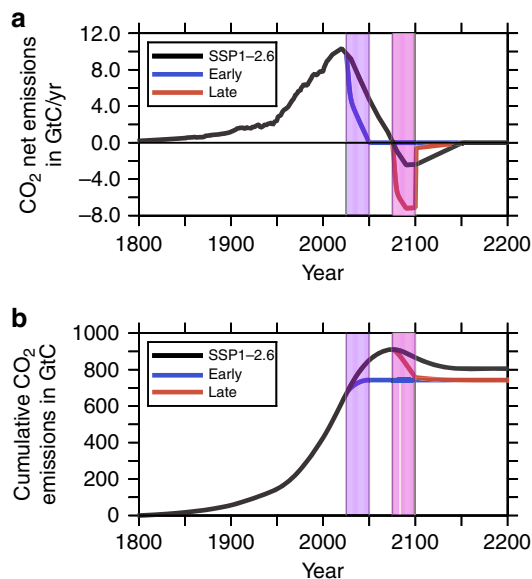 a
CO2 net emissions
in GtC/yr
12.0
8.0
4.0
0.0
−4.0
−8.0
SSP1−2.6
Early
Late
1800 1900 2000 2100 2200
Year
b
Cumulative CO2
emissions in GtC
1000
800
600
400
200
0
SSP1−2.6
Early
Late
1800 1900 2000 2100 2200
Year